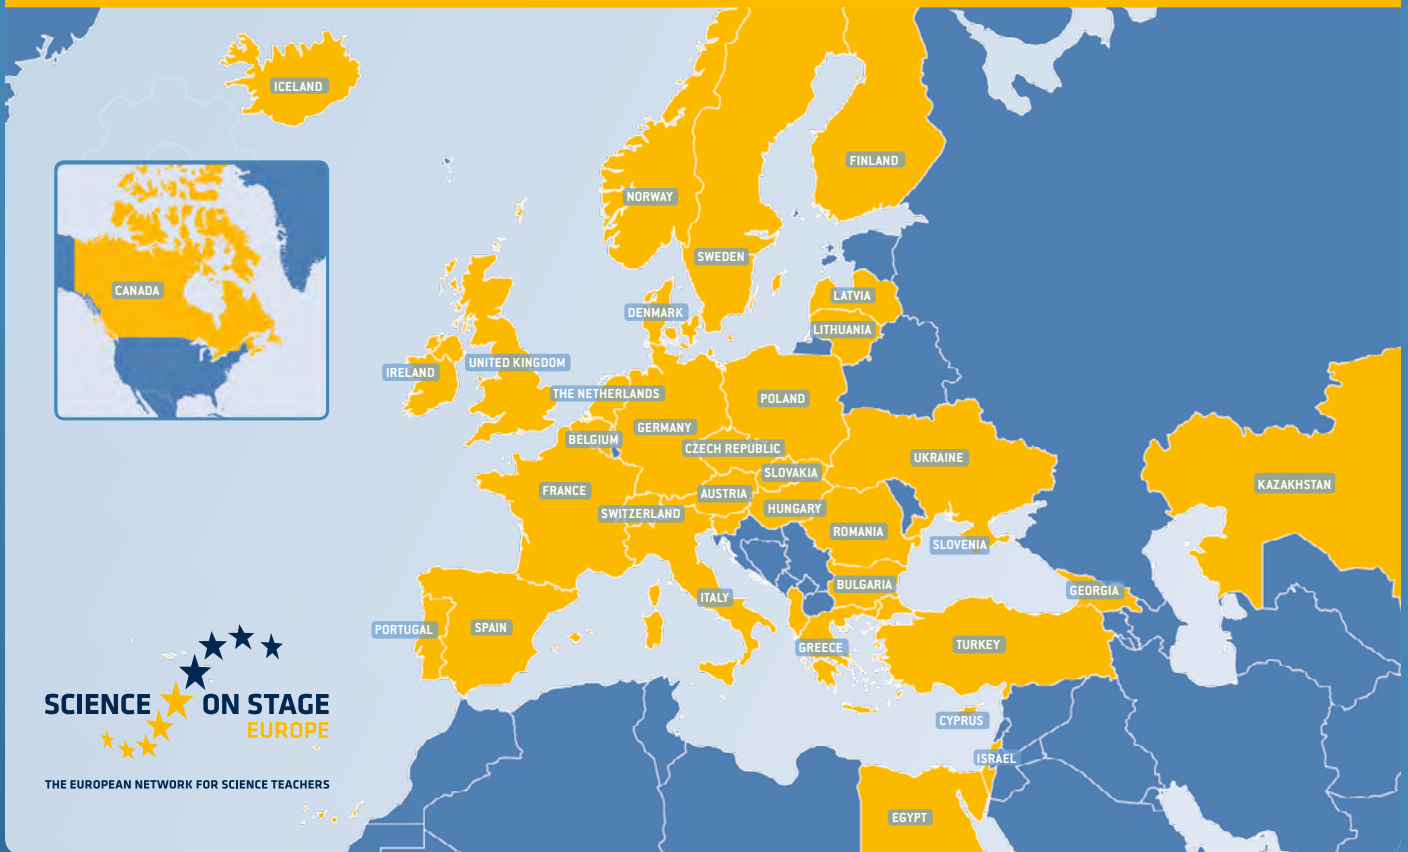 ICELAND
FINLAND
NORWAY
SWEDEN
CANADA
LATVIA
DENMARK
LITHUANIA
UNITED KINGDOM
IRELAND
THE NETHERLANDS
POLAND
GERMANY
BELGIUM
CZECH REPUBLIC
UKRAINE
SLOVAKIA
KAZAKHSTAN
FRANCE
AUSTRIA
HUNGARY
SWITZERLAND
ROMANIA
SLOVENIA
BULGARIA
GEORGIA
ITALY
PORTUGAL
SPAIN
GREECE
TURKEY
SCIENCE ON STAGE
EUROPE
CYPRUS
ISRAEL
THE EUROPEAN NETWORK FOR SCIENCE TEACHERS
EGYPT